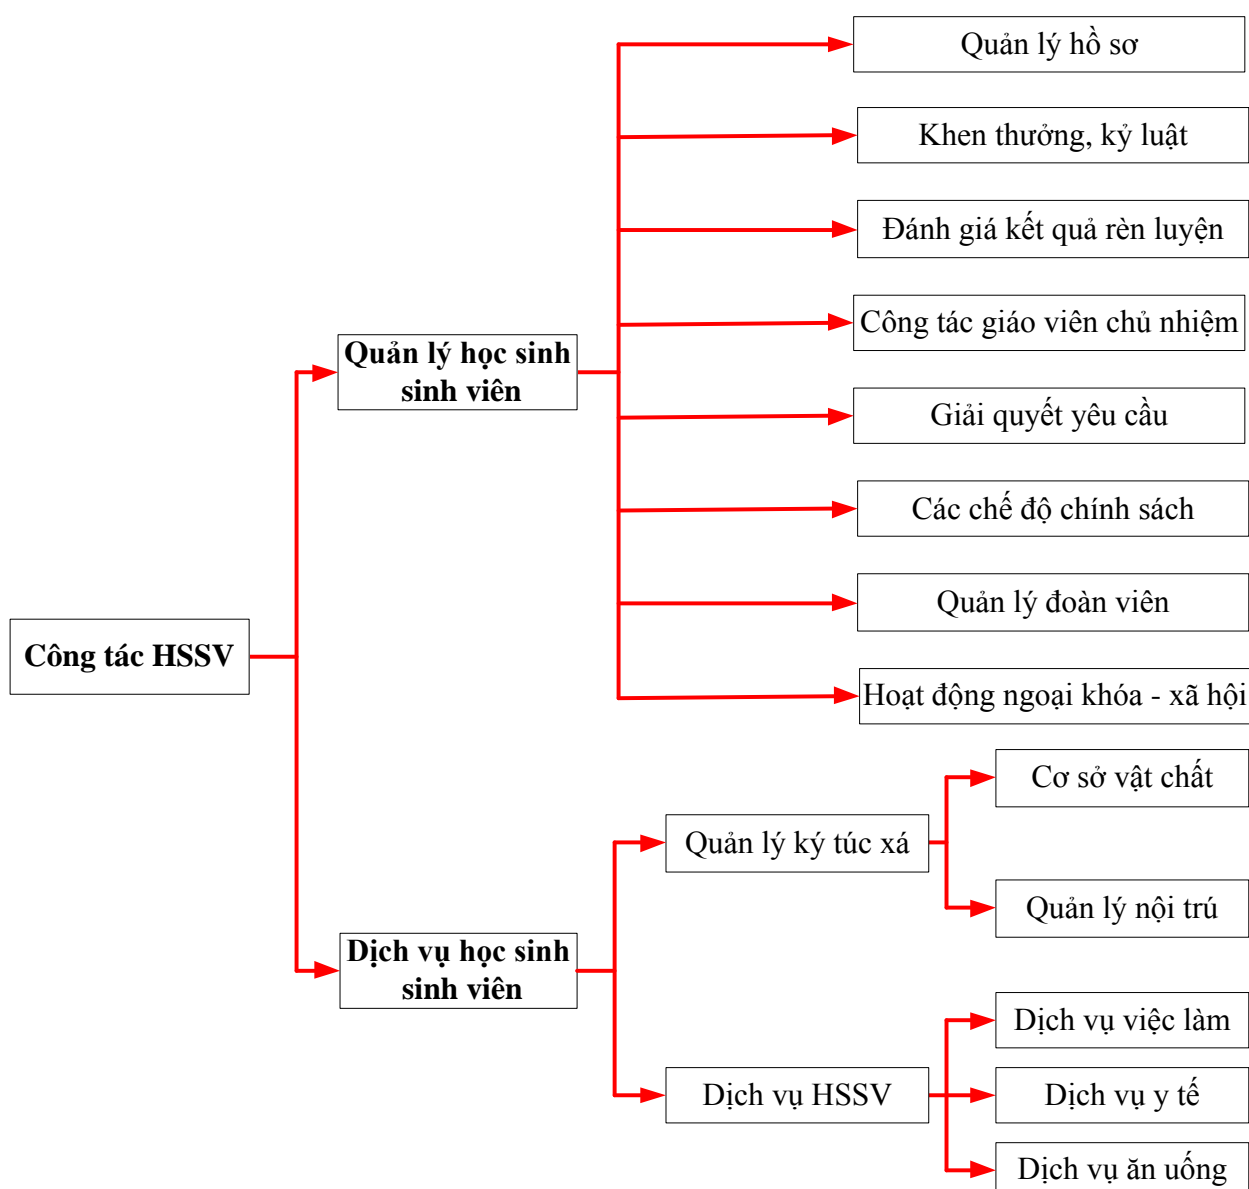 Quản lý hồ sơ
Khen thưởng, kỷ luật
Đánh giá kết quả rèn luyện
Công tác giáo viên chủ nhiệm
Quản lý học sinh
sinh viên
Giải quyết yêu cầu
Các chế độ chính sách
Quản lý đoàn viên
Công tác HSSV
Hoạt động ngoại khóa - xã hội
Cơ sở vật chất
Quản lý ký túc xá
Quản lý nội trú
Dịch vụ học sinh
sinh viên
Dịch vụ việc làm
Dịch vụ HSSV
Dịch vụ y tế
Dịch vụ ăn uống